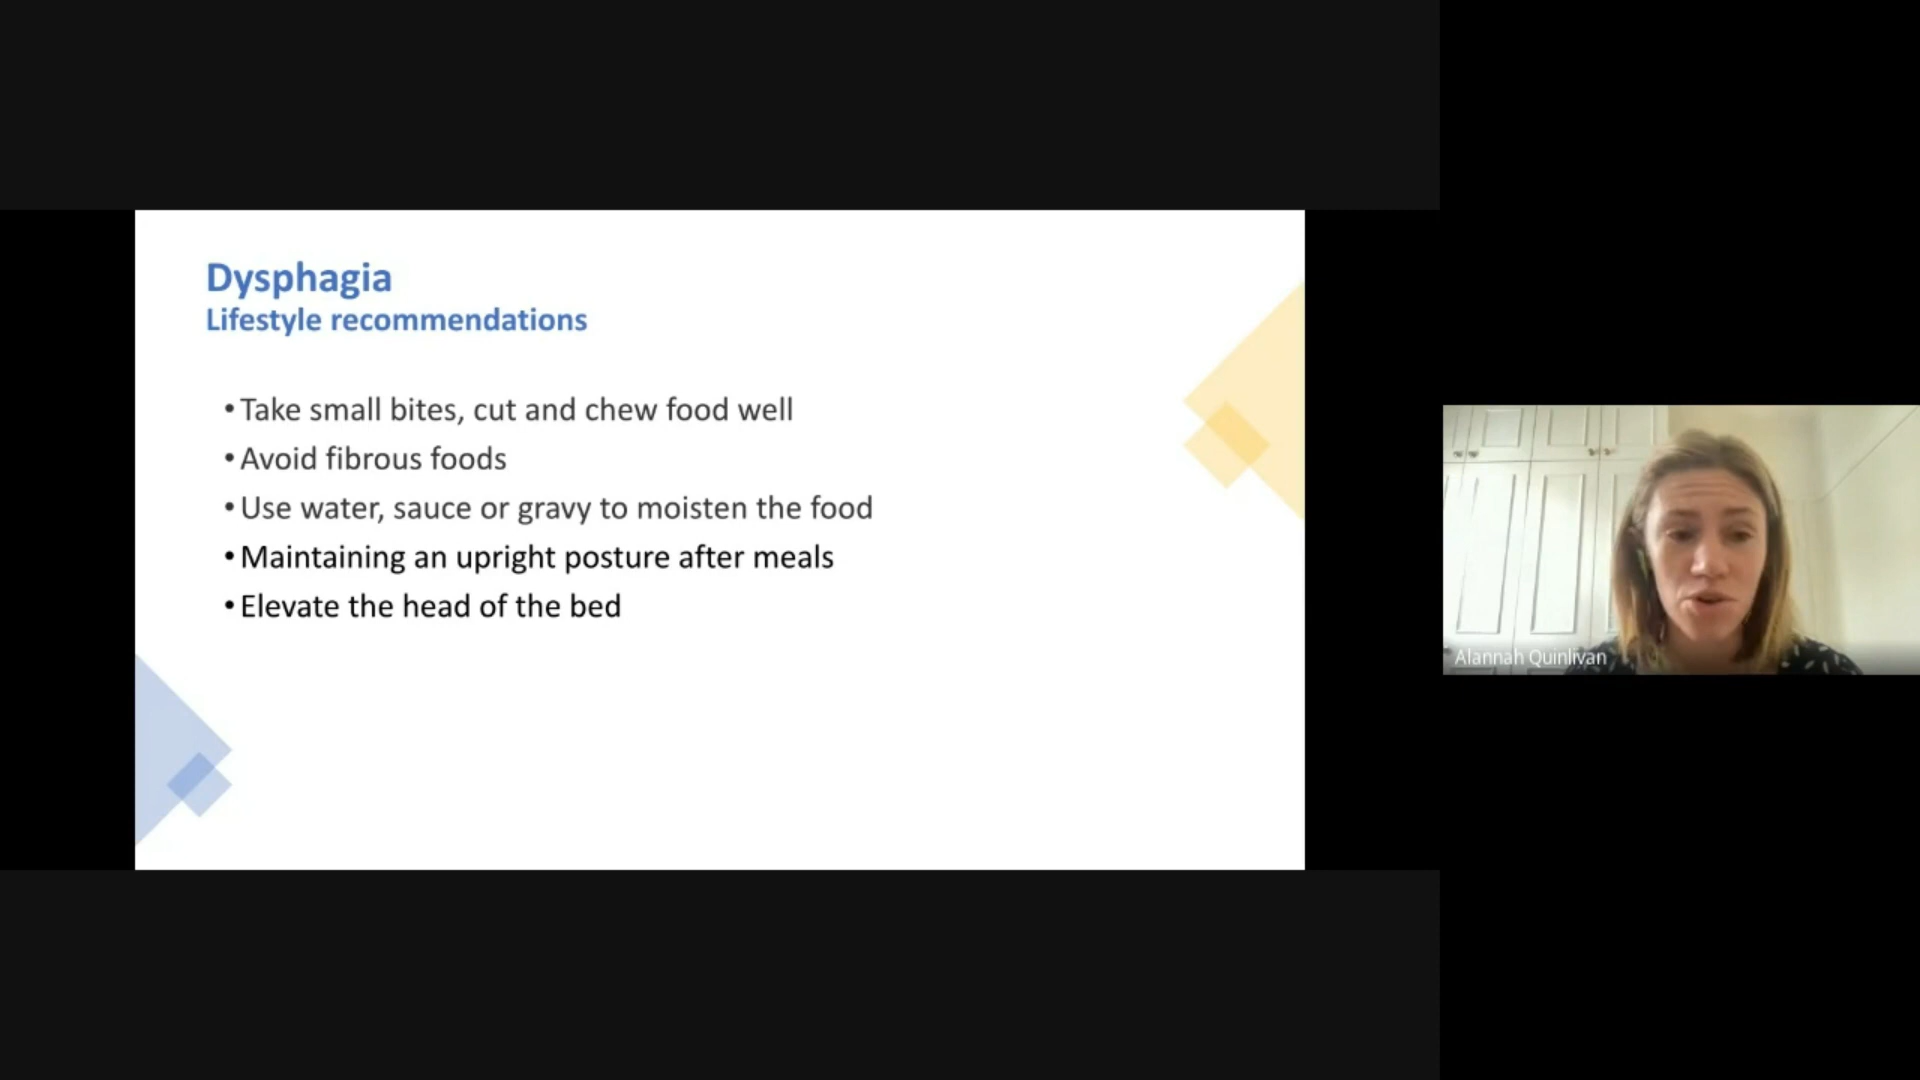 Dysphagia
Lifestyle recommendations
•Take small bites, cut and chew food well
•Avoid fibrous foods
•Use water, sauce or gravy to moisten the food
•Maintaining an upright posture after meals
•Elevate the head of the bed
Alannah Quinlivan